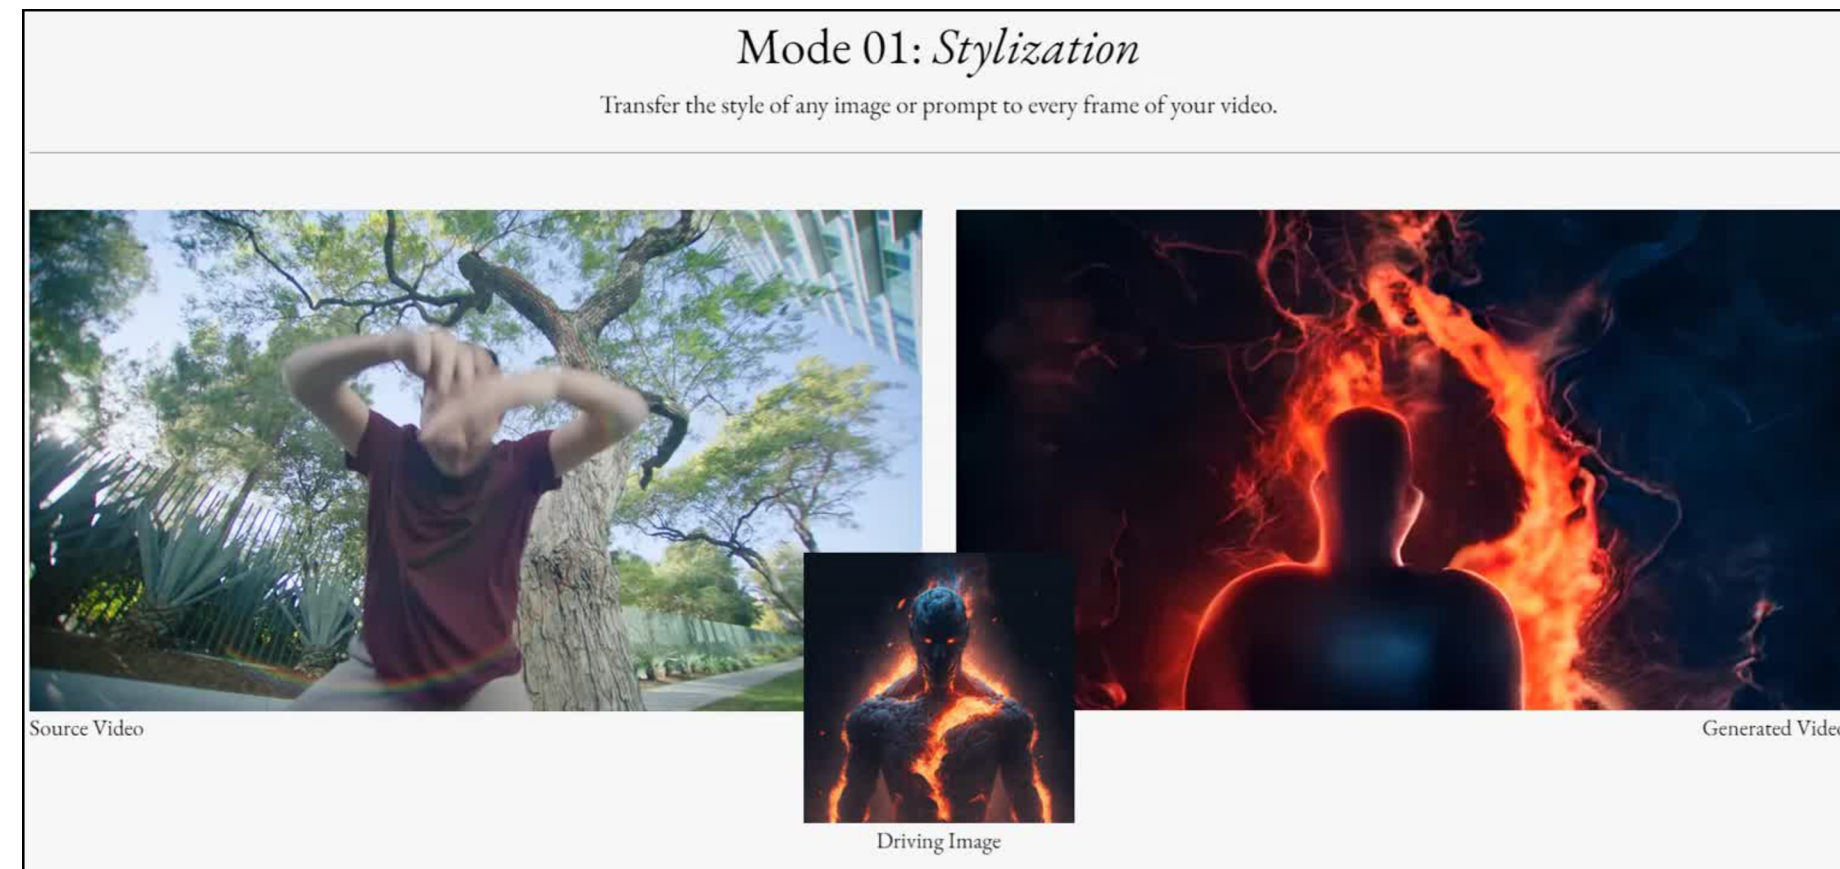 Mode 01: Stylization
Transfer the style of any image or prompt to every frame of your video.
Source Video
Generated Video
Driving Image